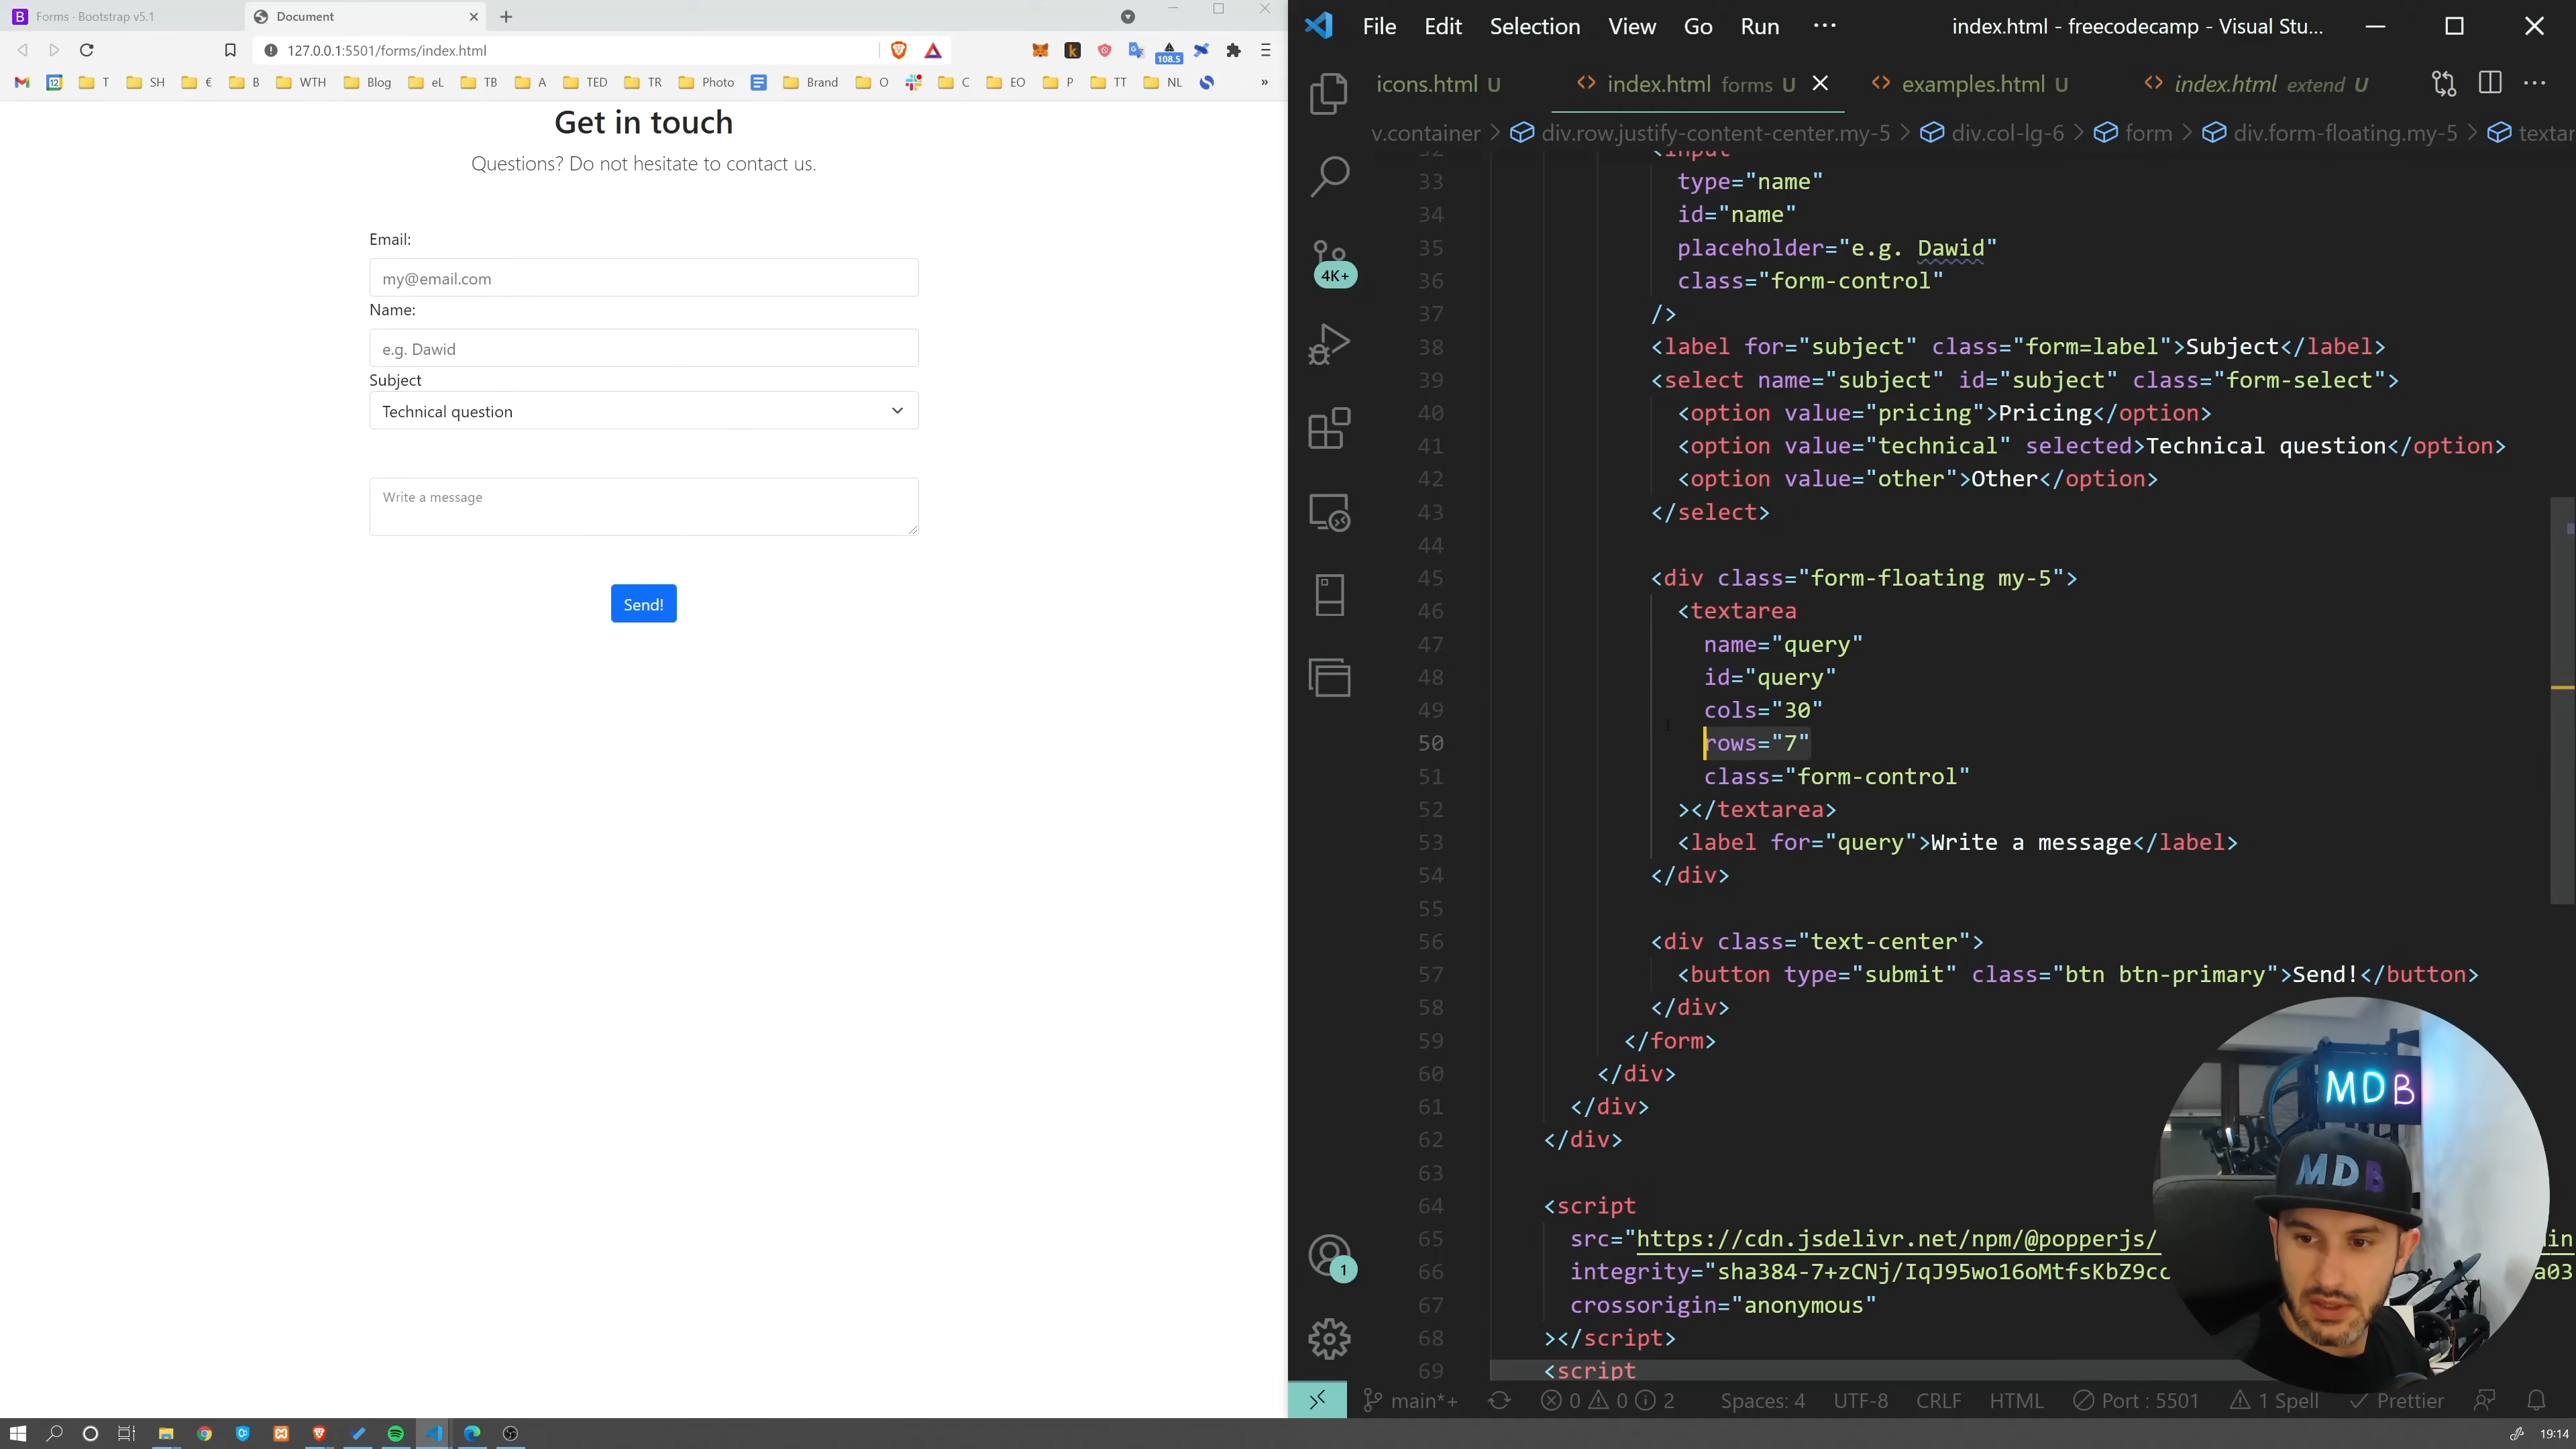 Forms · Bootstrap v5.1
Document
127.0.0.1:5501/forms/index.html
108.5
12
T
SH
€
B
WTH
Blog
eL
TB
A
TED
TR
Photo
Brand
O
C
EO
P
TT
NL
»
Get in touch
Questions? Do not hesitate to contact us.
Email:
my@email.com
Name:
e.g. Dawid
Subject
Technical question
Write a message
Send!
File Edit Selection View Go Run ···
index.html - freecodecamp - Visual Stu...
icons.html U
index.html forms U
examples.html U
index.html extend U
v.container > div.row.justify-content-center.my-5 > div.col-lg-6 > form > div.form-floating.my-5 > textar
4K+
1
<input
33 type="name"
34 id="name"
35 placeholder="e.g. Dawid"
36 class="form-control"
37 />
38 <label for="subject" class="form=label">Subject</label>
39 <select name="subject" id="subject" class="form-select">
40 <option value="pricing">Pricing</option>
41 <option value="technical" selected>Technical question</option>
42 <option value="other">Other</option>
43 </select>
44
45 <div class="form-floating my-5">
46 <textarea
47 name="query"
48 id="query"
49 cols="30"
50 rows="7"
51 class="form-control"
52 ></textarea>
53 <label for="query">Write a message</label>
54 </div>
55
56 <div class="text-center">
57 <button type="submit" class="btn btn-primary">Send!</button>
58 </div>
59 </form>
60 </div>
61 </div>
62 </div>
63
64 <script
65 src="https://cdn.jsdelivr.net/npm/@popperjs/
66 integrity="sha384-7+zCNj/IqJ95wo16oMtfsKbZ9cc
67 crossorigin="anonymous"
68 ></script>
69 <script
MDB
MDB
main*+
0 0 2
Spaces: 4
UTF-8
CRLF
HTML
Port : 5501
1 Spell
Prettier
19:14